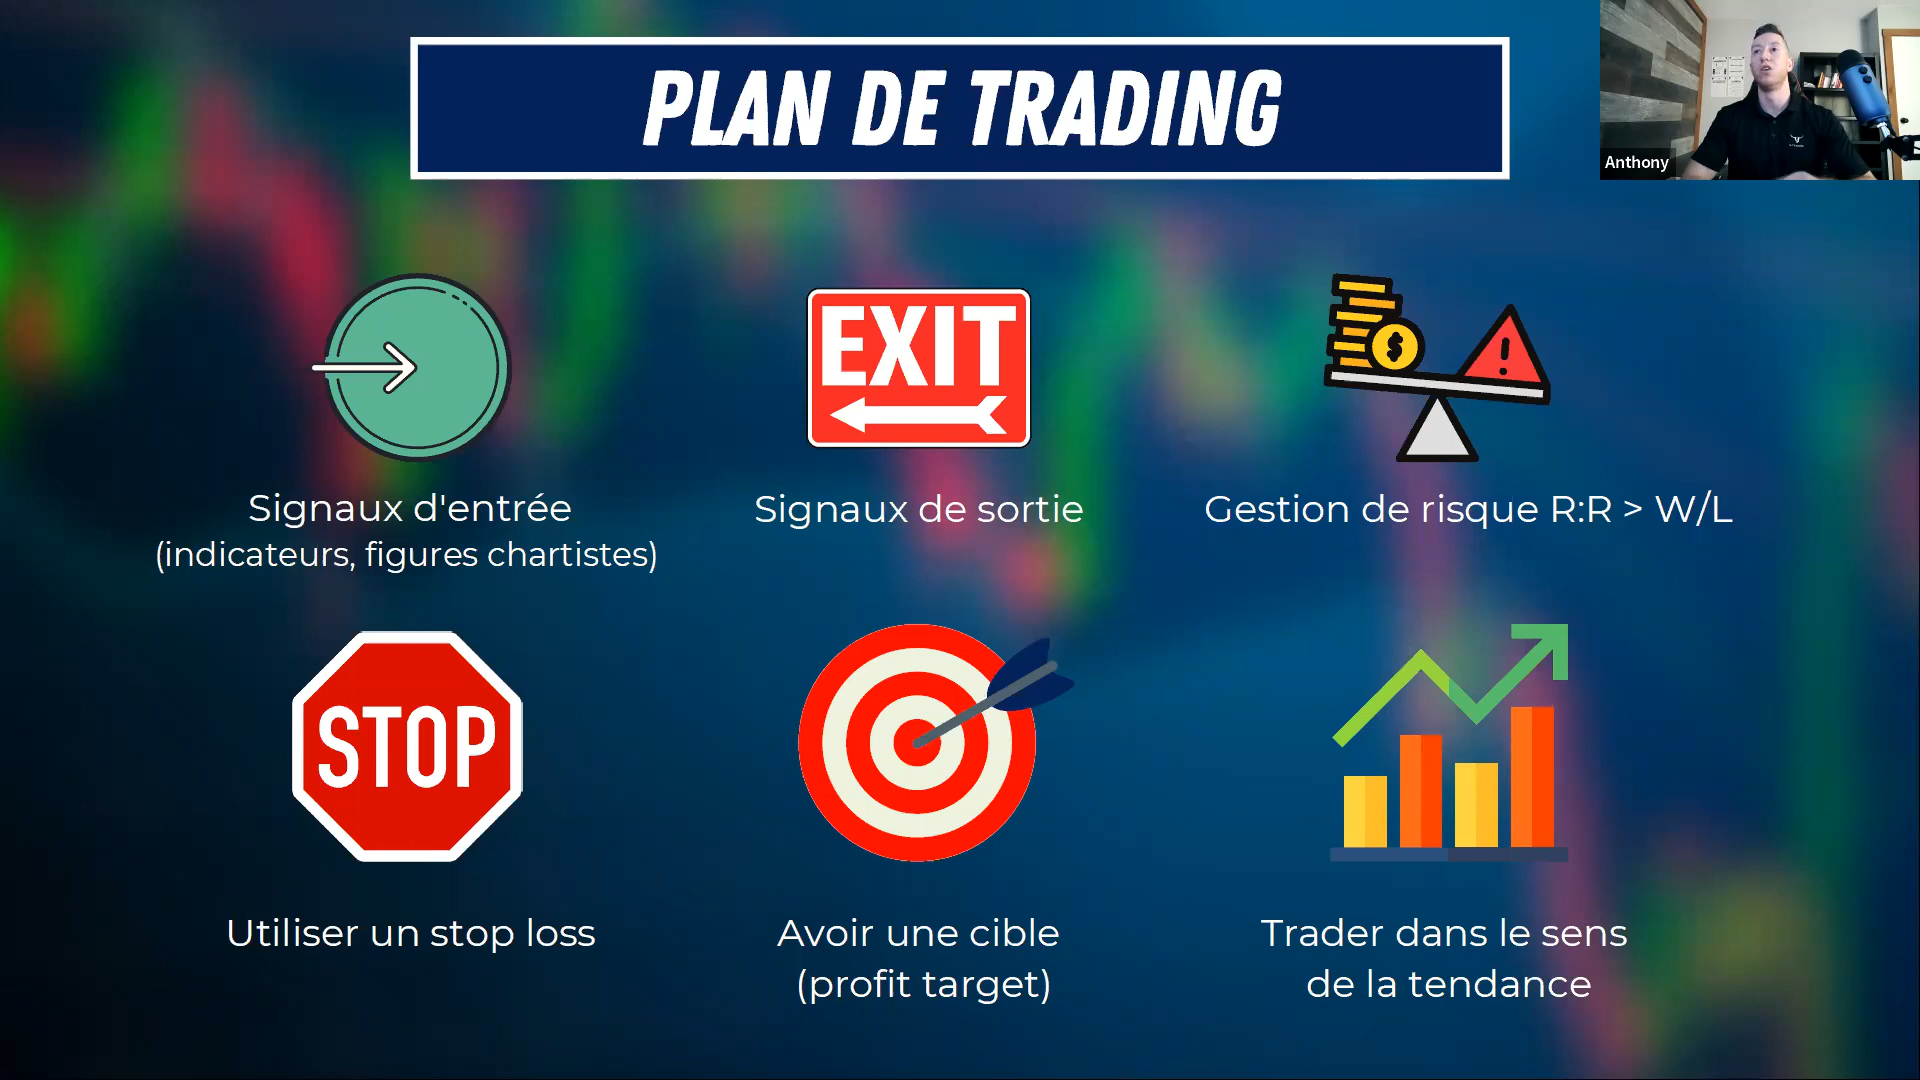 PLAN DE TRADING
Anthony
EXIT
Signaux d'entrée
(indicateurs, figures chartistes)
Signaux de sortie
Gestion de risque R:R > W/L
STOP
Utiliser un stop loss
Avoir une cible
(profit target)
Trader dans le sens
de la tendance